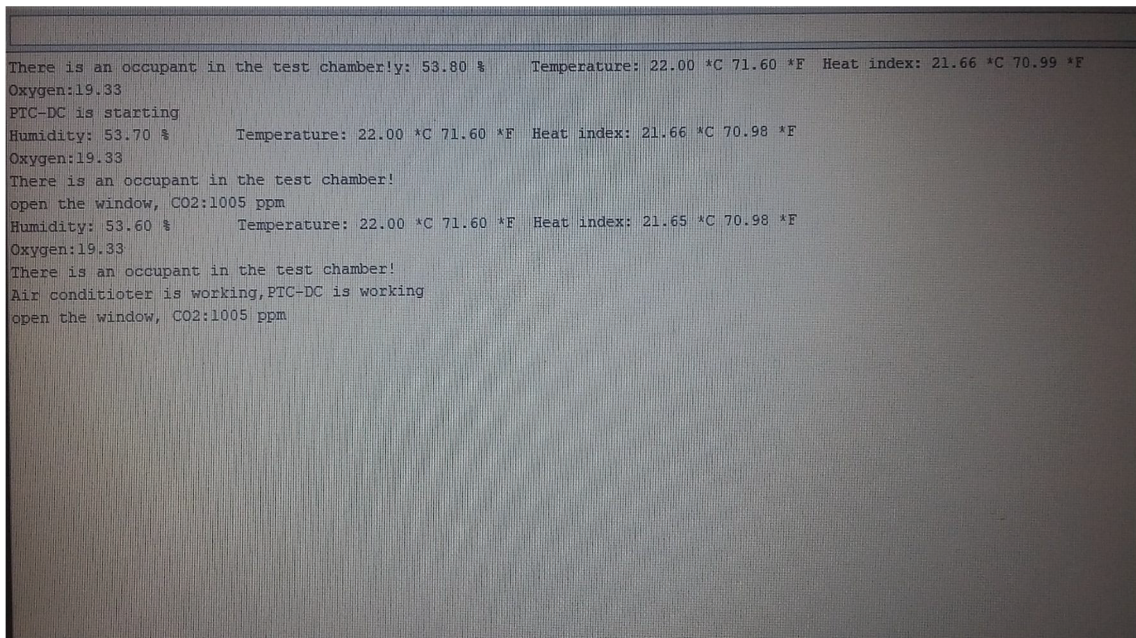 There is an occupant in the test chamber!y: 53.80 % Temperature: 22.00 *C 71.60 *F Heat index: 21.66 *C 70.99 *F
Oxygen:19.33
PTC-DC is starting
Humidity: 53.70 % Temperature: 22.00 *C 71.60 *F Heat index: 21.66 *C 70.98 *F
Oxygen:19.33
There is an occupant in the test chamber!
open the window, CO2:1005 ppm
Humidity: 53.60 % Temperature: 22.00 *C 71.60 *F Heat index: 21.65 *C 70.98 *F
Oxygen:19.33
There is an occupant in the test chamber!
Air conditioter is working,PTC-DC is working
open the window, CO2:1005 ppm